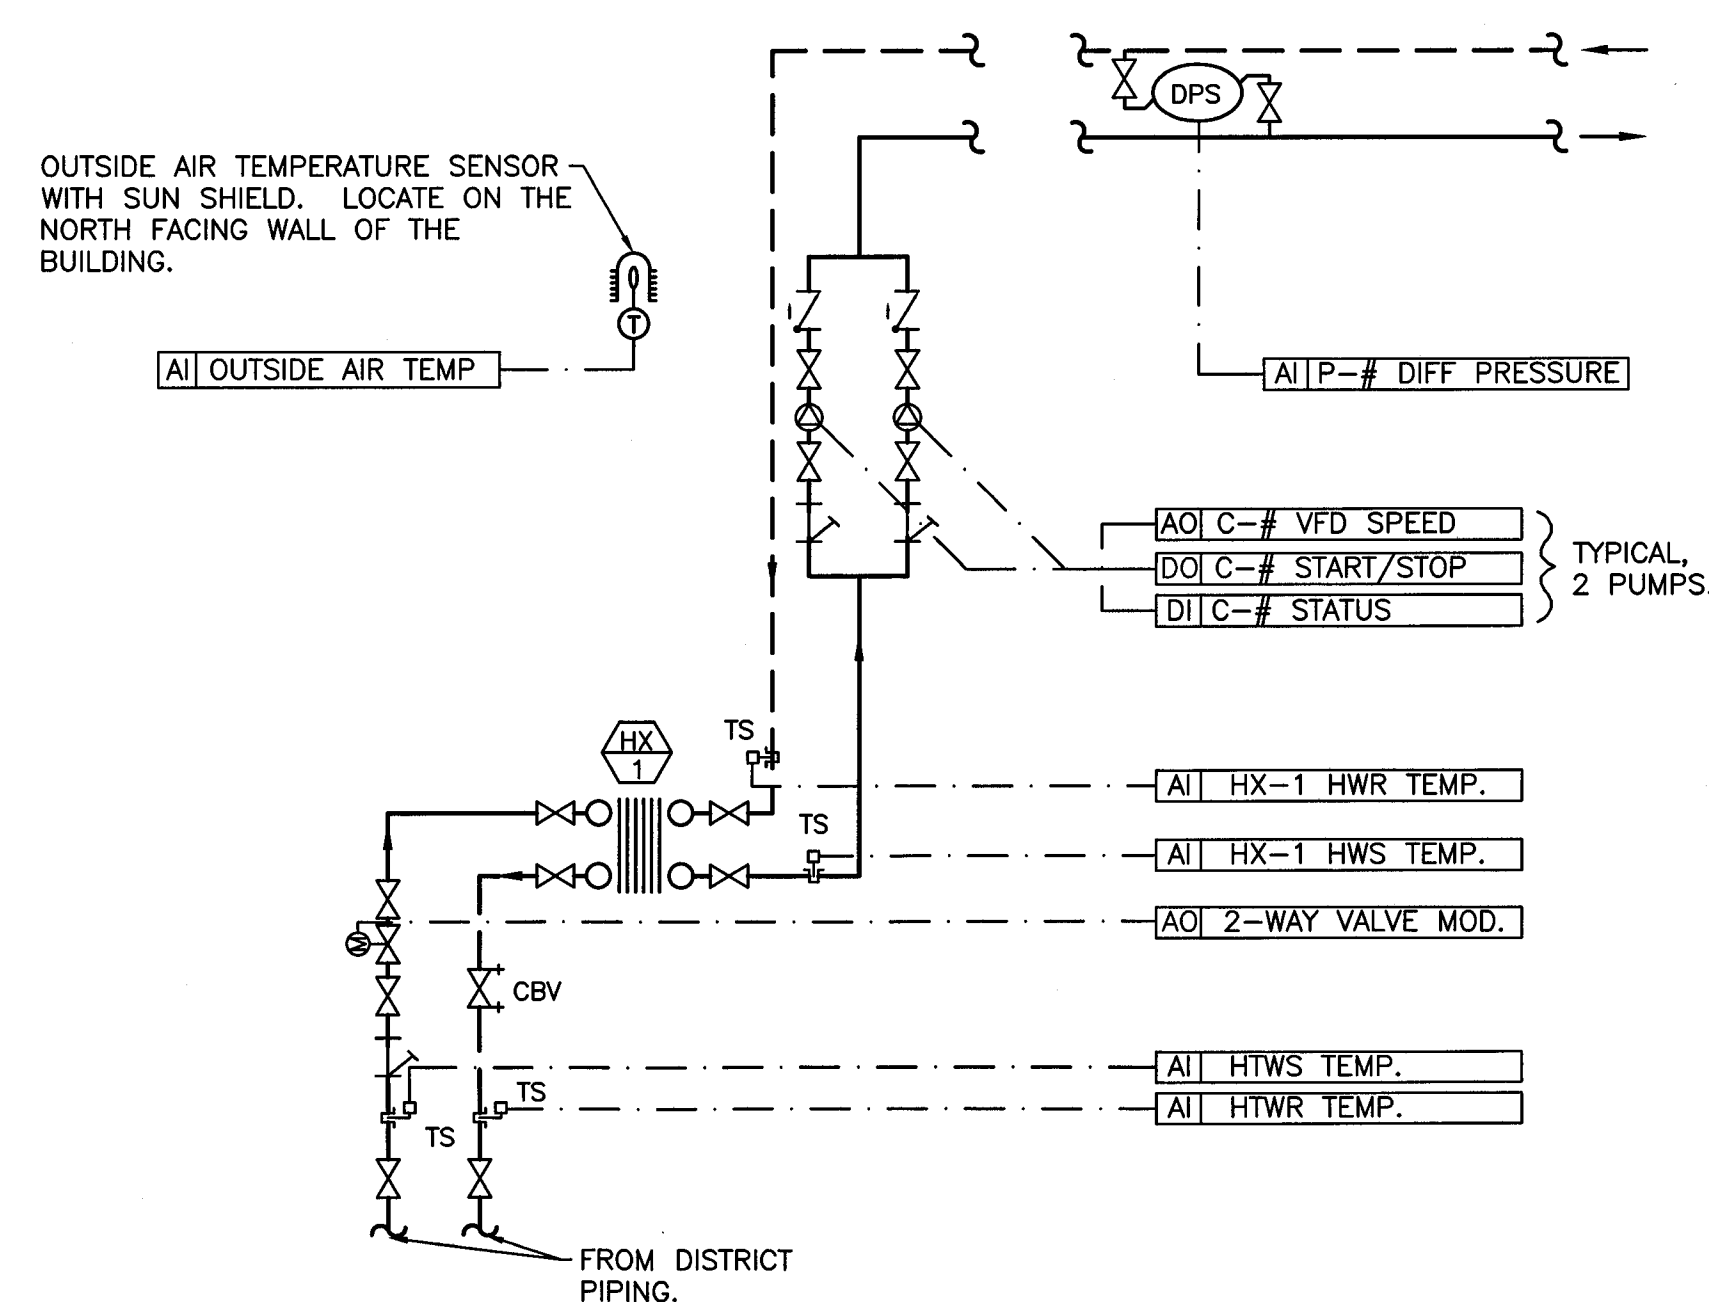 DPS
OUTSIDE AIR TEMPERATURE SENSOR
WITH SUN SHIELD. LOCATE ON THE
NORTH FACING WALL OF THE
BUILDING.
T
AI OUTSIDE AIR TEMP
AI P-# DIFF PRESSURE
AO C-# VFD SPEED
DO C-# START/STOP
DI C-# STATUS
TYPICAL,
2 PUMPS.
HX
1
TS
AI HX-1 HWR TEMP.
TS
AI HX-1 HWS TEMP.
M
AO 2-WAY VALVE MOD.
CBV
AI HTWS TEMP.
TS
AI HTWR TEMP.
TS
FROM DISTRICT
PIPING.